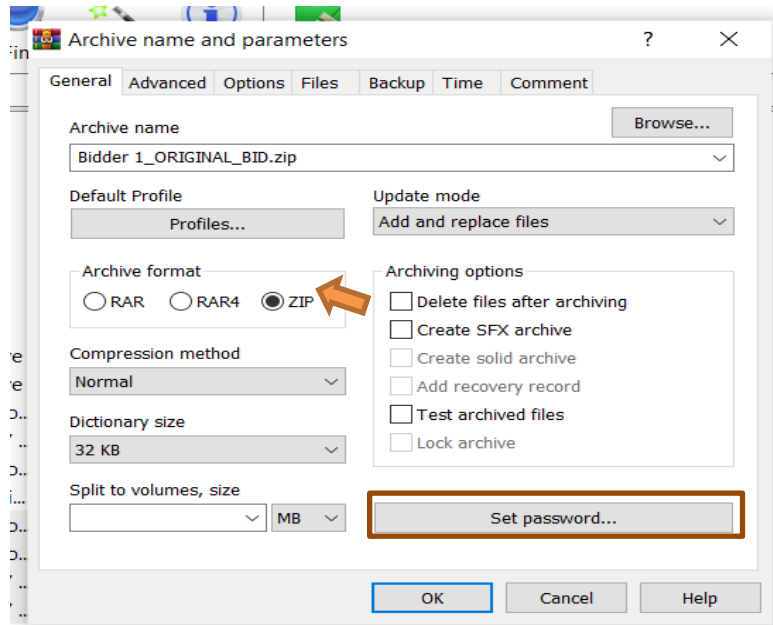 Archive name and parameters
?
General Advanced Options Files Backup Time Comment
Archive name
Browse...
Bidder 1_ORIGINAL_BID.zip
Default Profile
Update mode
Profiles...
Add and replace files
Archive format
Archiving options
RAR RAR4 ZIP
Delete files after archiving
Create SFX archive
Compression method
Create solid archive
Normal
Add recovery record
Dictionary size
Test archived files
32 KB
Lock archive
Split to volumes, size
MB
Set password...
OK Cancel Help